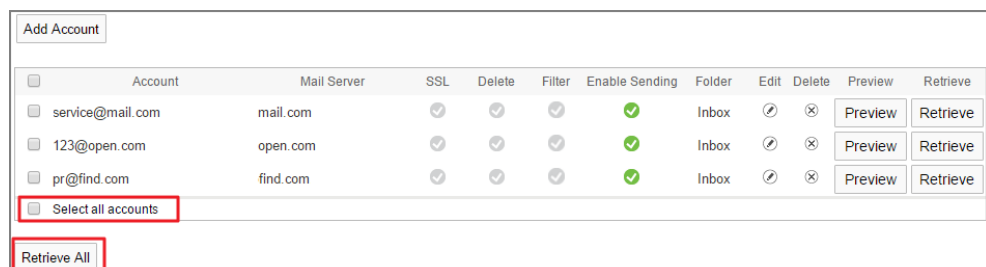 Add Account
Account Mail Server SSL Delete Filter Enable Sending Folder Edit Delete Preview Retrieve
service@mail.com mail.com Inbox Preview Retrieve
123@open.com open.com Inbox Preview Retrieve
pr@find.com find.com Inbox Preview Retrieve
Select all accounts
Retrieve All